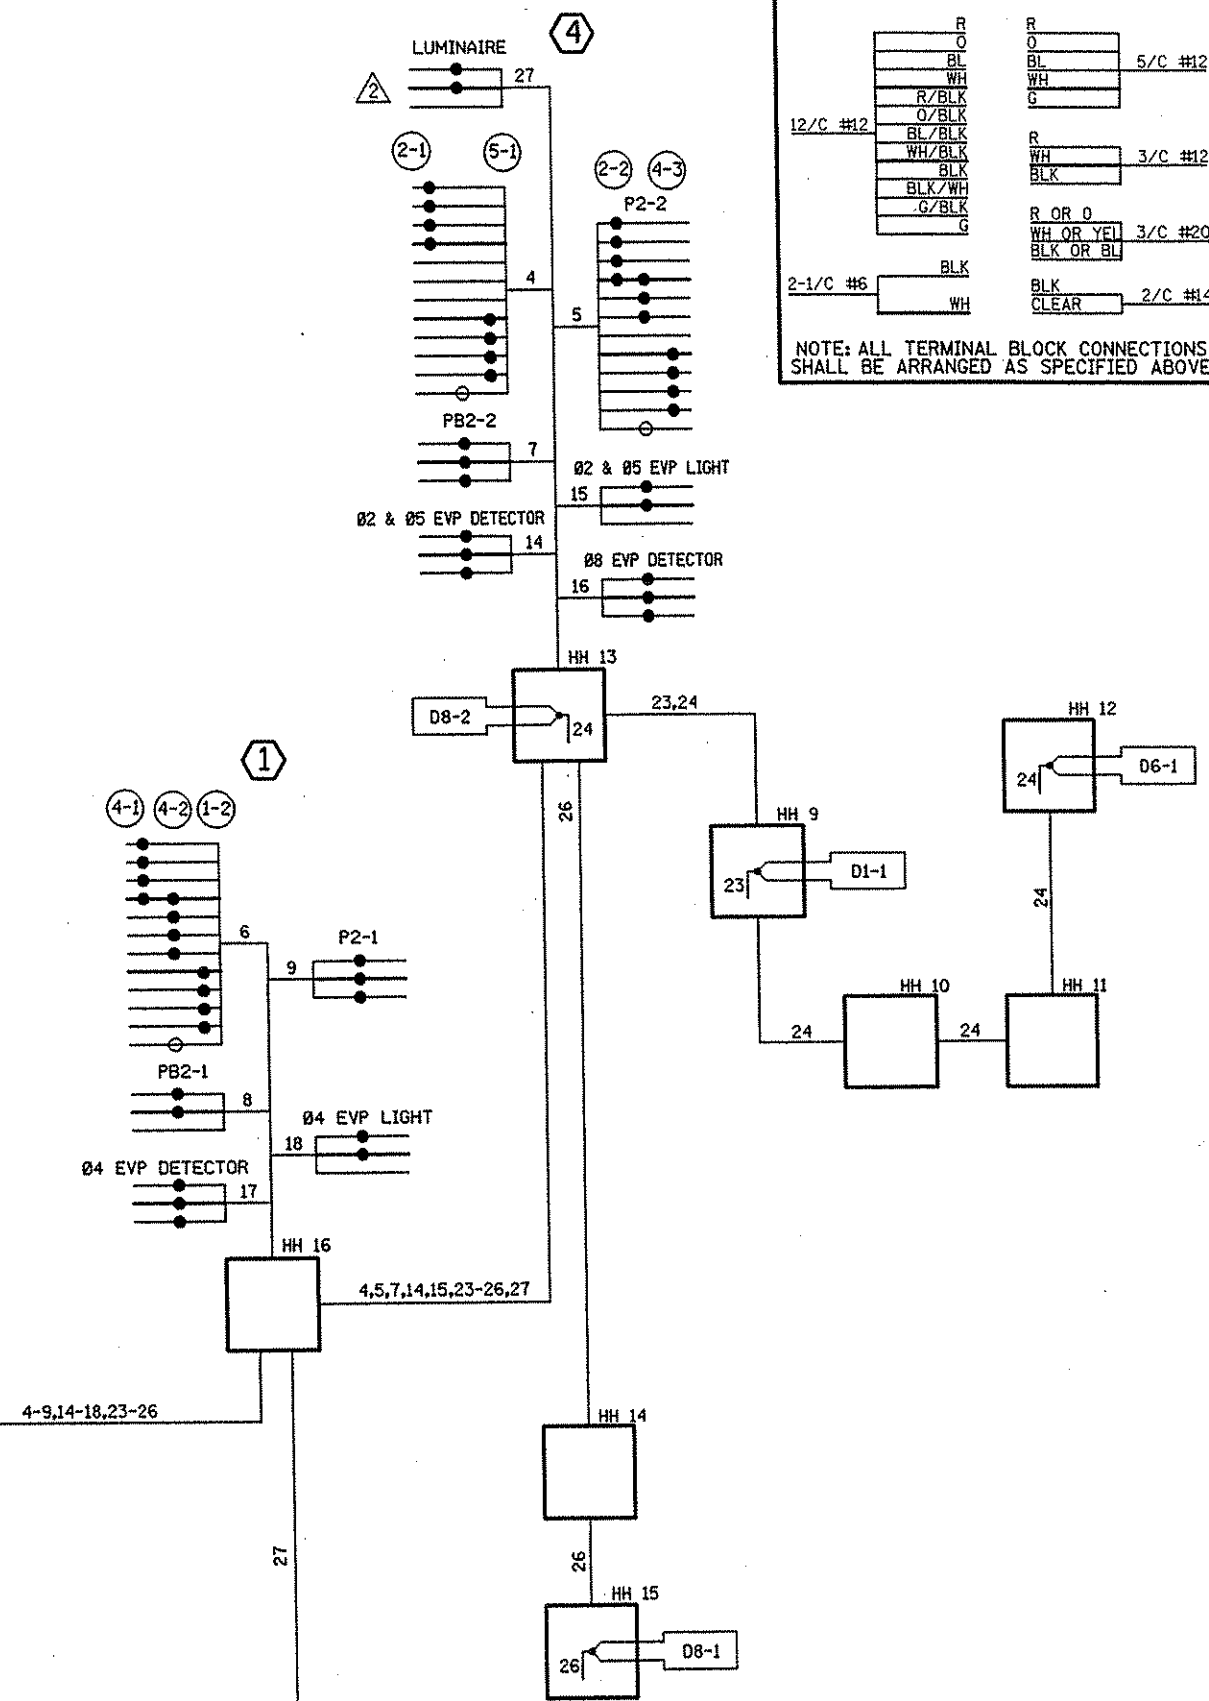 4
LUMINAIRE
27
2
2-1
5-1
4
2-2
4-3
P2-2
5
PB2-2
7
Ø2 & Ø5 EVP LIGHT
15
Ø2 & Ø5 EVP DETECTOR
14
Ø8 EVP DETECTOR
16
R
O
BL
WH
R/BLK
O/BLK
BL/BLK
WH/BLK
BLK
BLK/WH
G/BLK
G
12/C #12
R
O
BL
WH
G
5/C #12
R
WH
BLK
3/C #12
R OR O
WH OR YEL
BLK OR BL
3/C #20
2-1/C #6
BLK
WH
BLK
CLEAR
2/C #14
NOTE: ALL TERMINAL BLOCK CONNECTIONS
SHALL BE ARRANGED AS SPECIFIED ABOVE
HH 13
D8-2
24
23,24
26
HH 12
24
D6-1
HH 9
23
D1-1
24
HH 10
HH 11
24
24
1
4-1
4-2
1-2
6
P2-1
9
PB2-1
8
Ø4 EVP LIGHT
18
Ø4 EVP DETECTOR
17
HH 16
4,5,7,14,15,23-26,27
4-9,14-18,23-26
27
HH 14
26
HH 15
26
D8-1